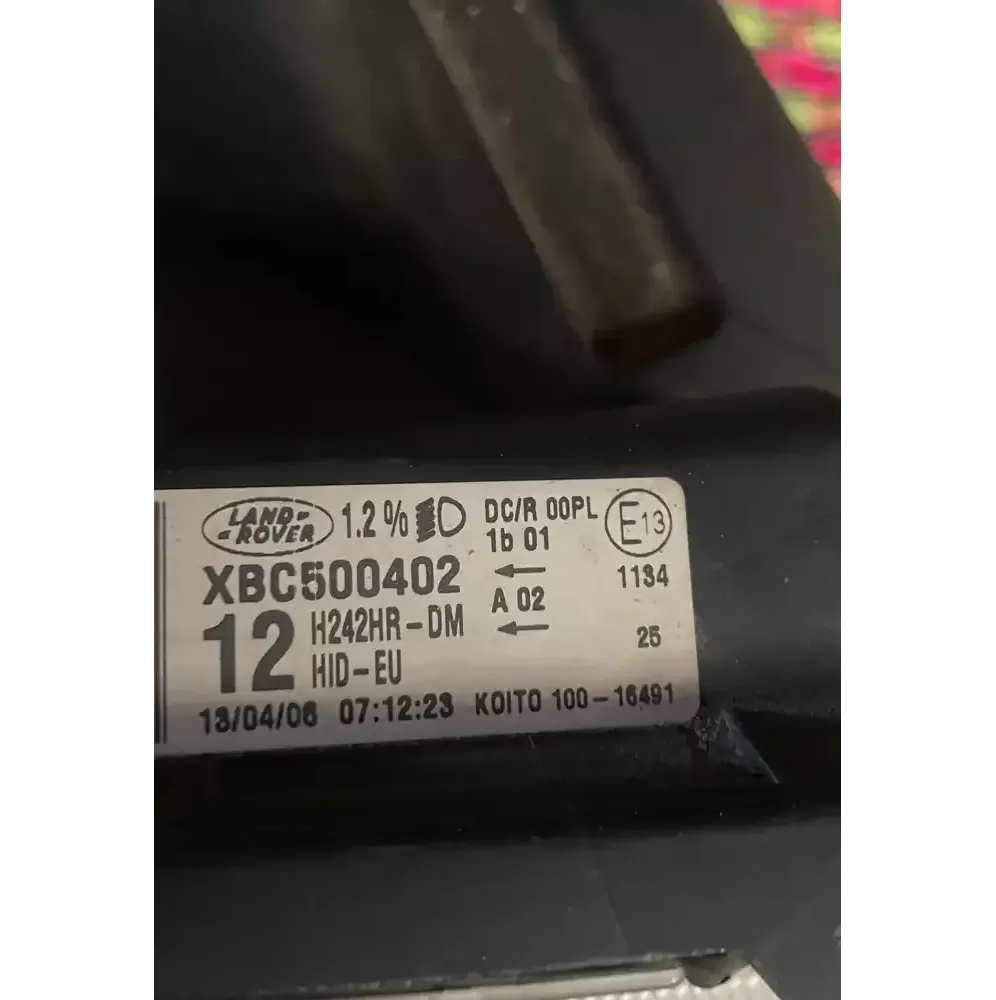 LAND-
-ROVER
1.2% DC/R 00PL E13
1b 01
XBC500402 ← 1134
A 02
12 H242HR-DM ← 25
HID-EU
13/04/06 07:12:23 KOITO 100-16491